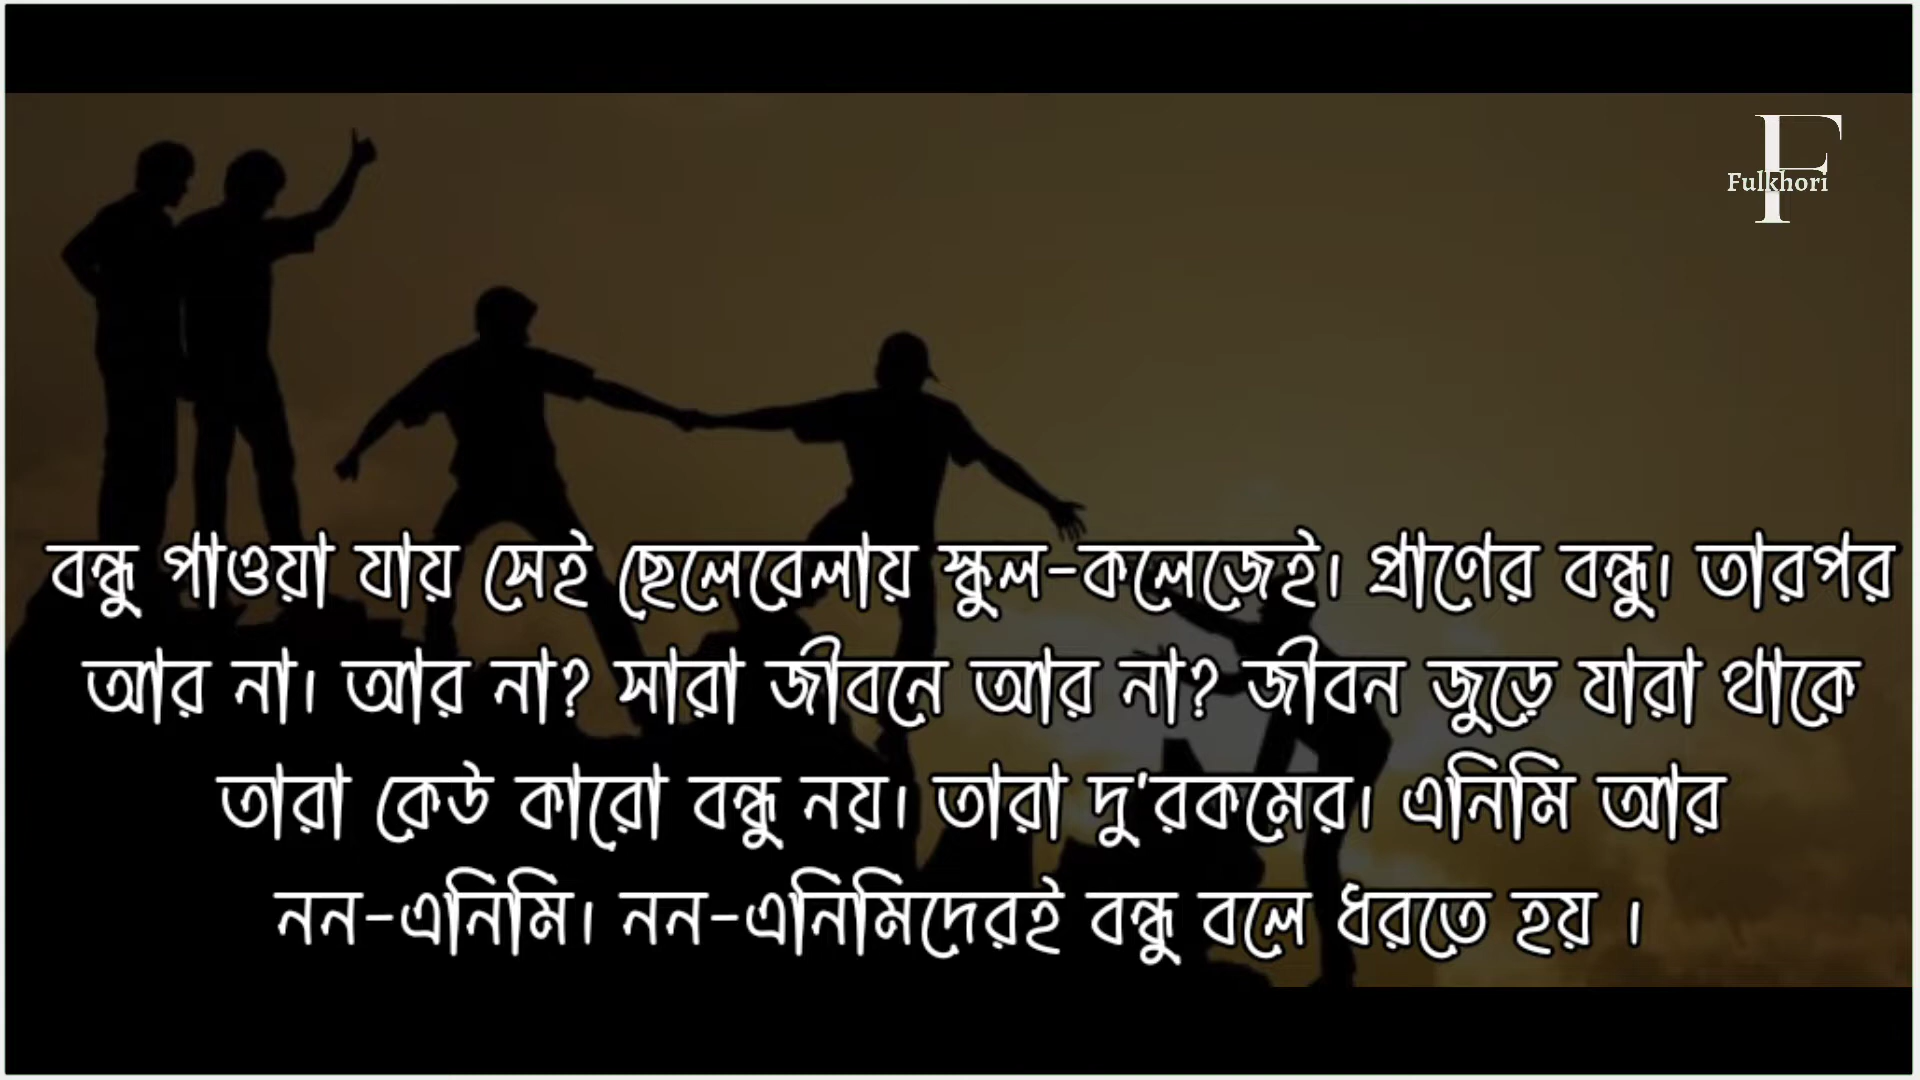 F
Fulkhori
বন্ধু পাওয়া যায় সেই ছেলেবেলায় স্কুল-কলেজেই। প্রাণের বন্ধু। তারপর
আর না। আর না? সারা জীবনে আর না? জীবন জুড়ে যারা থাকে
তারা কেউ কারো বন্ধু নয়। তারা দু'রকমের। এনিমি আর
নন-এনিমি। নন-এনিমিদেরই বন্ধু বলে ধরতে হয় ।